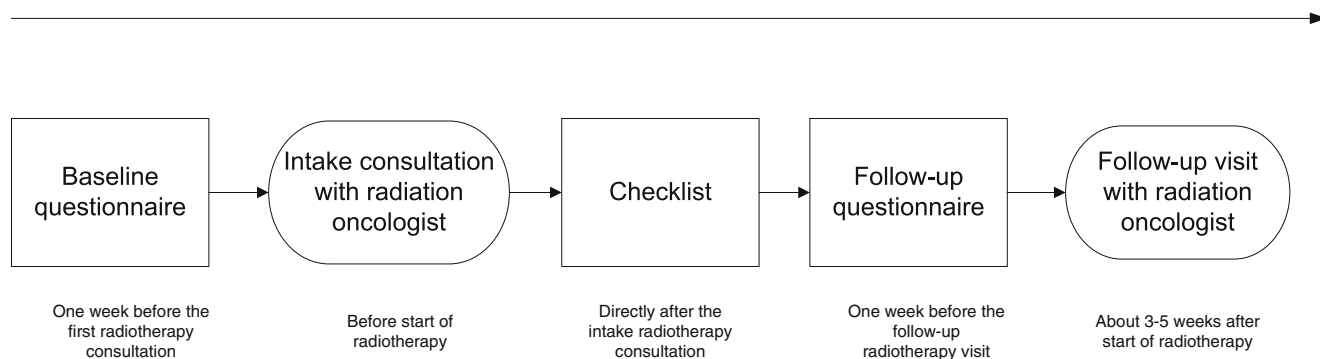 Baseline
questionnaire
Intake consultation
with radiation
oncologist
Checklist
Follow-up
questionnaire
Follow-up visit
with radiation
oncologist
One week before the
first radiotherapy
consultation
Before start of
radiotherapy
Directly after the
intake radiotherapy
consultation
One week before the
follow-up
radiotherapy visit
About 3-5 weeks after
start of radiotherapy